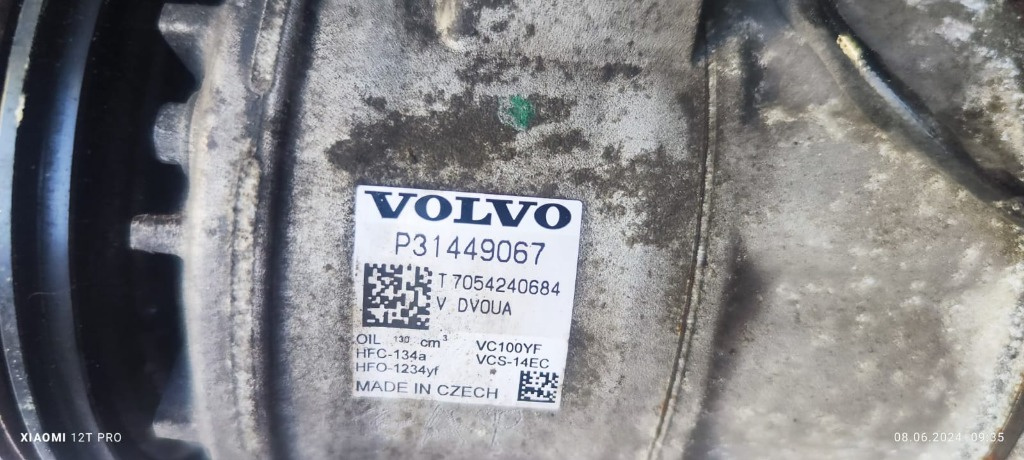 VOLVO
P31449067
T 7054240684
V DV0UA
OIL 130 cm³ VC100YF
HFC-134a VCS-14EC
HFO-1234yf
MADE IN CZECH
XIAOMI 12T PRO
08.06.2024 09:35